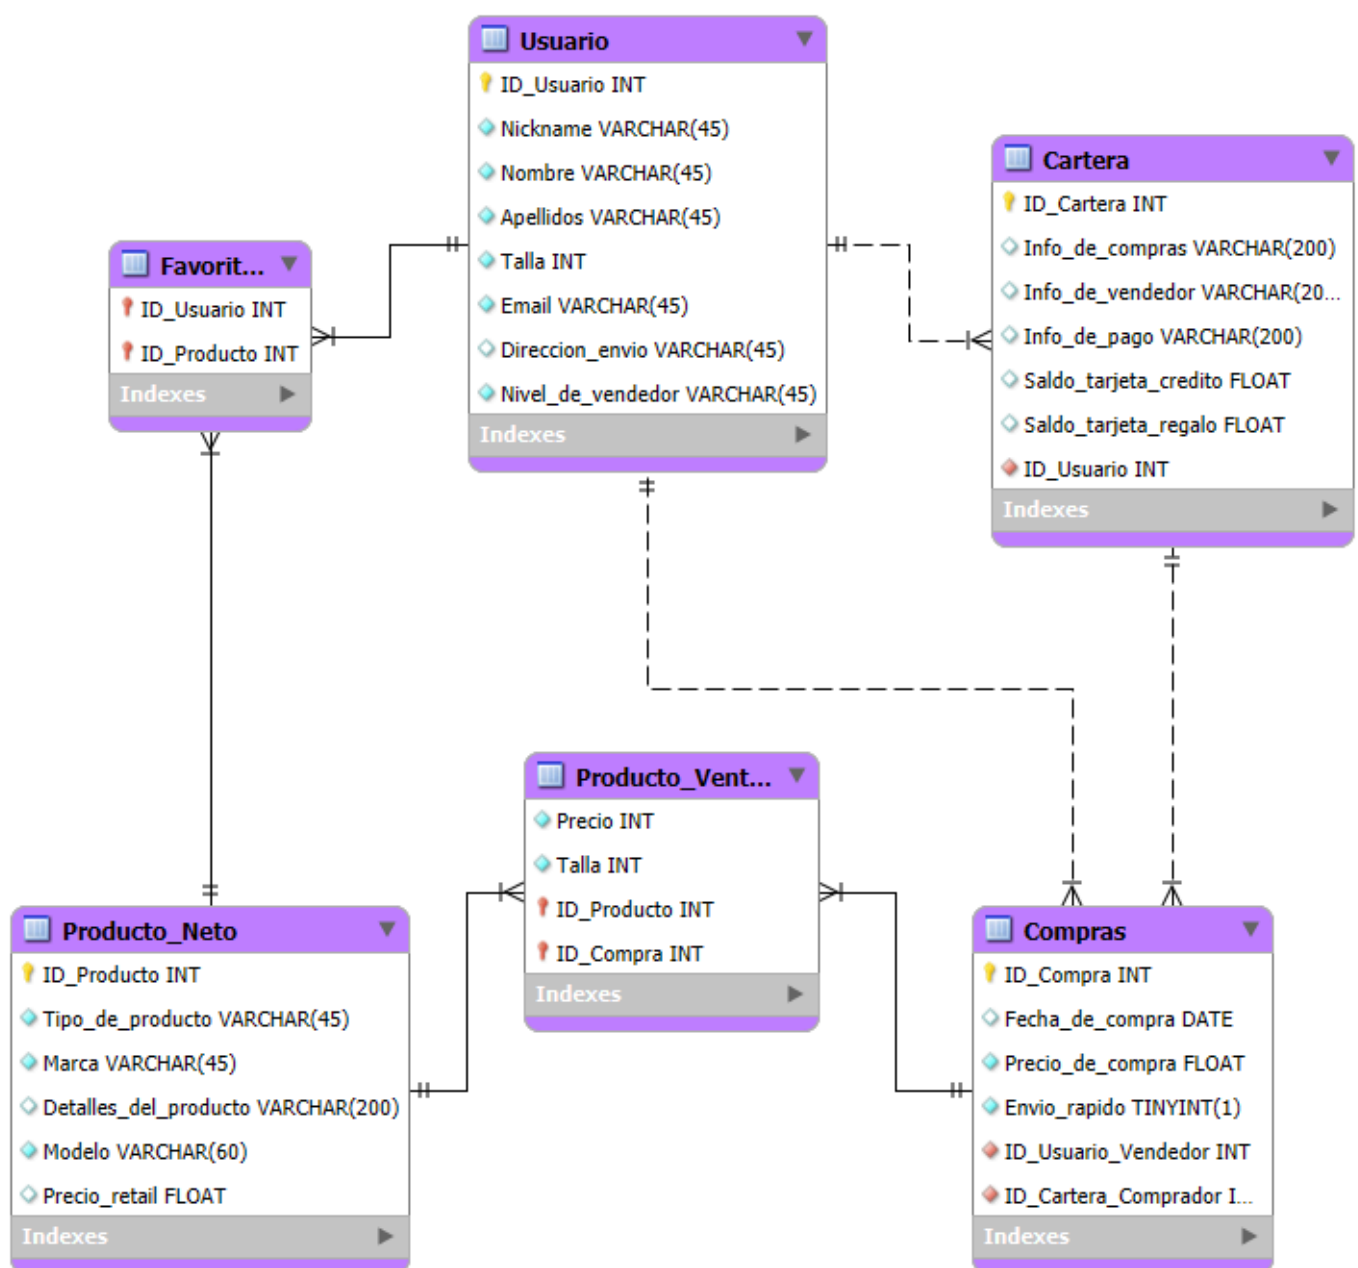 Usuario
ID_Usuario INT
Nickname VARCHAR(45)
Nombre VARCHAR(45)
Apellidos VARCHAR(45)
Talla INT
Email VARCHAR(45)
Direccion_envio VARCHAR(45)
Nivel_de_vendedor VARCHAR(45)
Indexes
Cartera
ID_Cartera INT
Info_de_compras VARCHAR(200)
Info_de_vendedor VARCHAR(20...
Info_de_pago VARCHAR(200)
Saldo_tarjeta_credito FLOAT
Saldo_tarjeta_regalo FLOAT
ID_Usuario INT
Indexes
Favorit...
ID_Usuario INT
ID_Producto INT
Indexes
Producto_Vent...
Precio INT
Talla INT
ID_Producto INT
ID_Compra INT
Indexes
Producto_Neto
ID_Producto INT
Tipo_de_producto VARCHAR(45)
Marca VARCHAR(45)
Detalles_del_producto VARCHAR(200)
Modelo VARCHAR(60)
Precio_retail FLOAT
Indexes
Compras
ID_Compra INT
Fecha_de_compra DATE
Precio_de_compra FLOAT
Envio_rapido TINYINT(1)
ID_Usuario_Vendedor INT
ID_Cartera_Comprador I...
Indexes